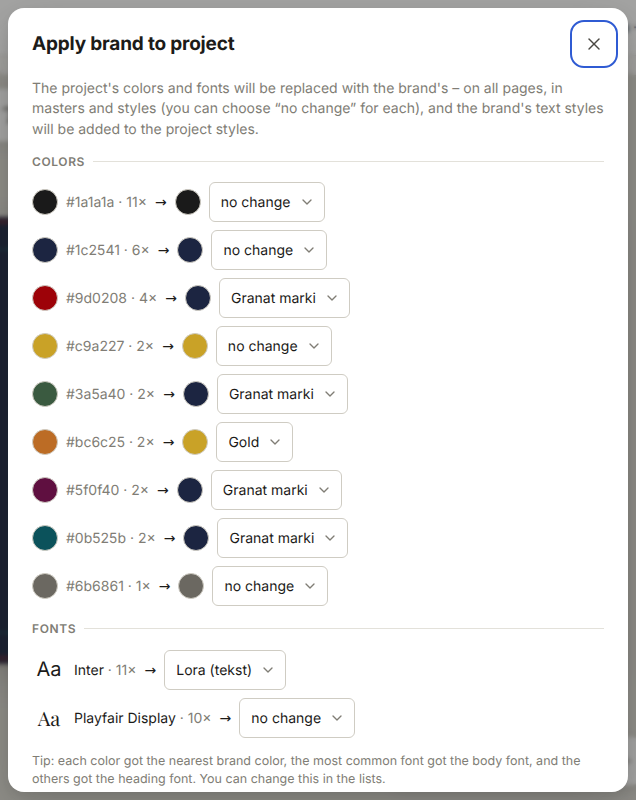 Apply brand to project
The project's colors and fonts will be replaced with the brand's – on all pages, in
masters and styles (you can choose “no change” for each), and the brand's text styles
will be added to the project styles.
COLORS
#1a1a1a · 11× → no change
#1c2541 · 6× → no change
#9d0208 · 4× → Granat marki
#c9a227 · 2× → no change
#3a5a40 · 2× → Granat marki
#bc6c25 · 2× → Gold
#5f0f40 · 2× → Granat marki
#0b525b · 2× → Granat marki
#6b6861 · 1× → no change
FONTS
Aa Inter · 11× → Lora (tekst)
Aa Playfair Display · 10× → no change
Tip: each color got the nearest brand color, the most common font got the body font, and the
others got the heading font. You can change this in the lists.